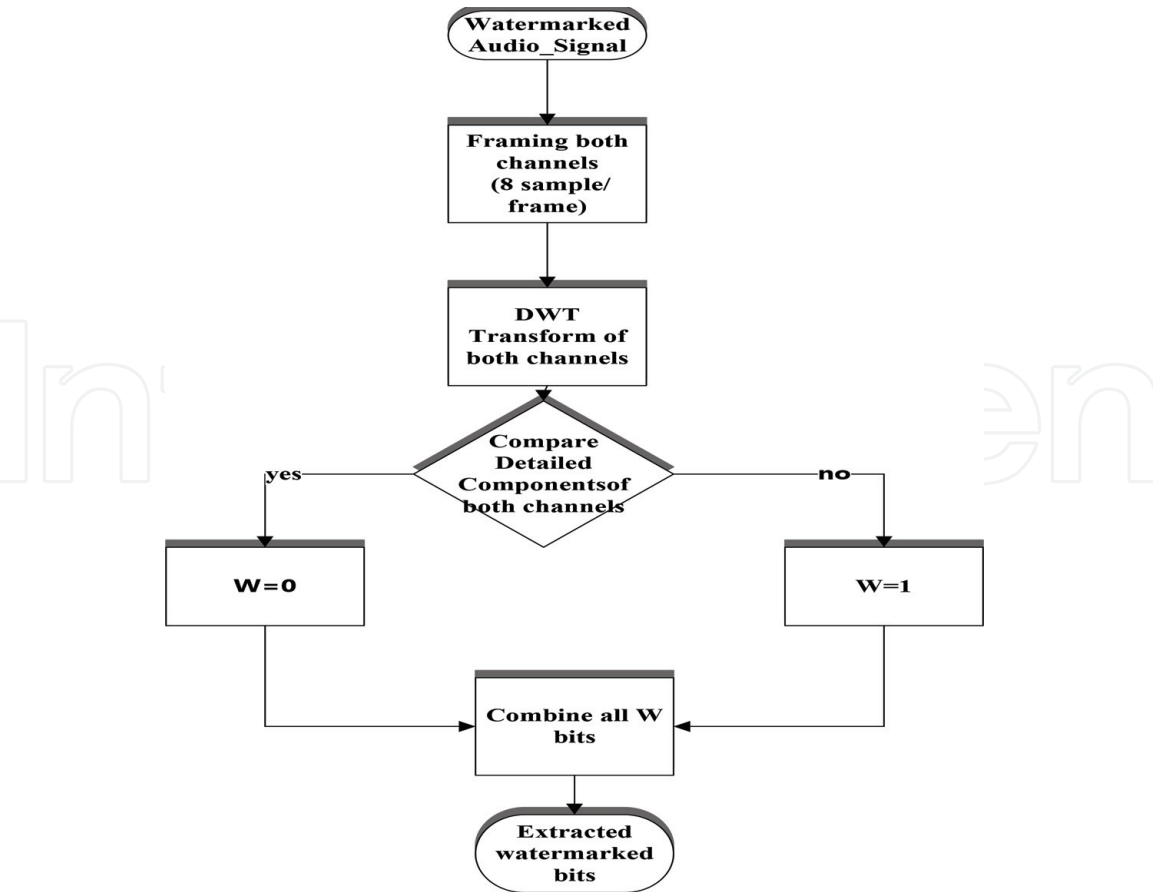 Watermarked
Audio_Signal
Framing both
channels
(8 sample/
frame)
DWT
Transform of
both channels
Compare
Detailed
Componentsof
both channels
yes
no
W=0
W=1
Combine all W
bits
Extracted
watermarked
bits